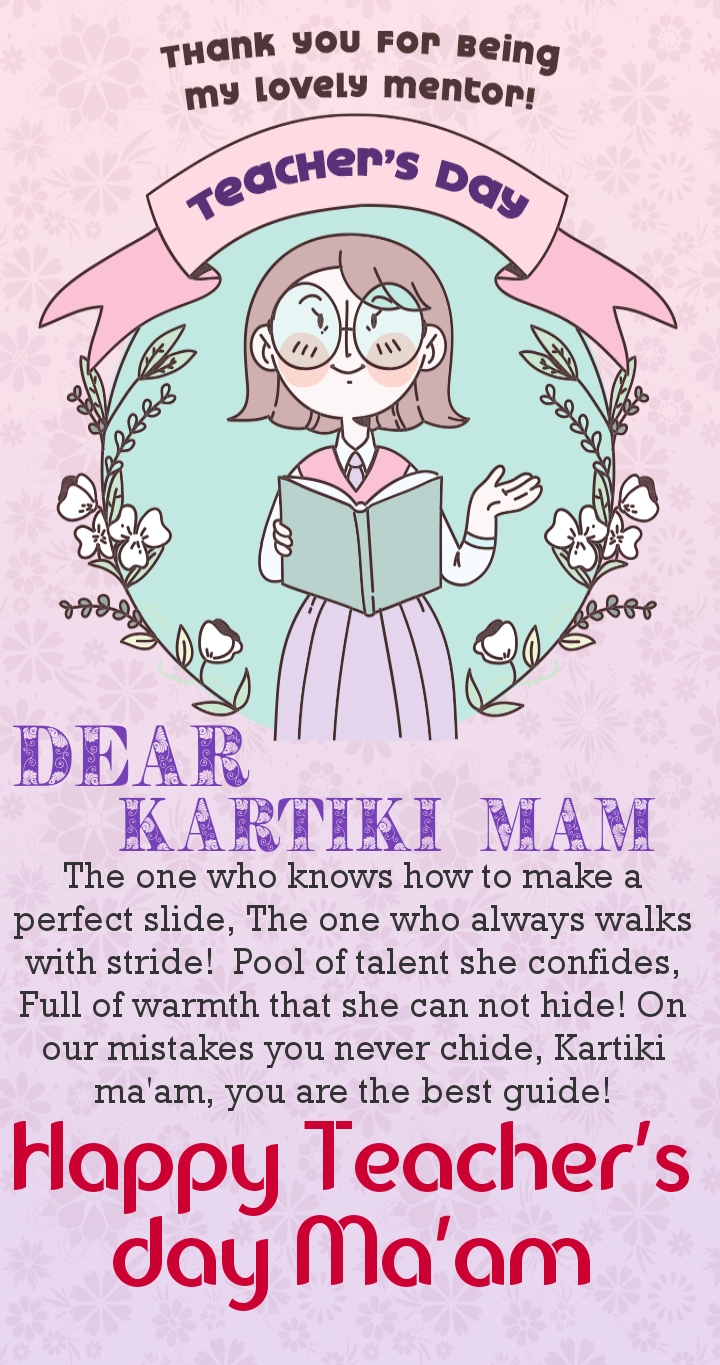 Thank you For Being
my lovely mentor!
Teacher's Day
DEAR
KARTIKI MAM
The one who knows how to make a
perfect slide, The one who always walks
with stride!  Pool of talent she confides,
Full of warmth that she can not hide! On
our mistakes you never chide, Kartiki
ma'am, you are the best guide!
Happy Teacher's
day Ma'am